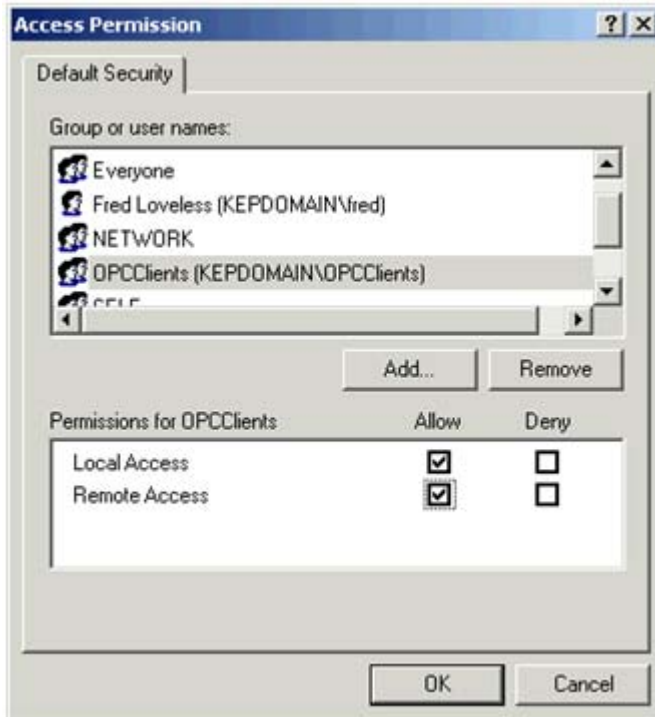 Access Permission
Default Security
Group or user names:
Everyone
Fred Loveless (KEPDOMAIN\fred)
NETWORK
OPCClients (KEPDOMAIN\OPCClients)
SELF
Add... Remove
Permissions for OPCClients Allow Deny
Local Access
Remote Access
OK Cancel